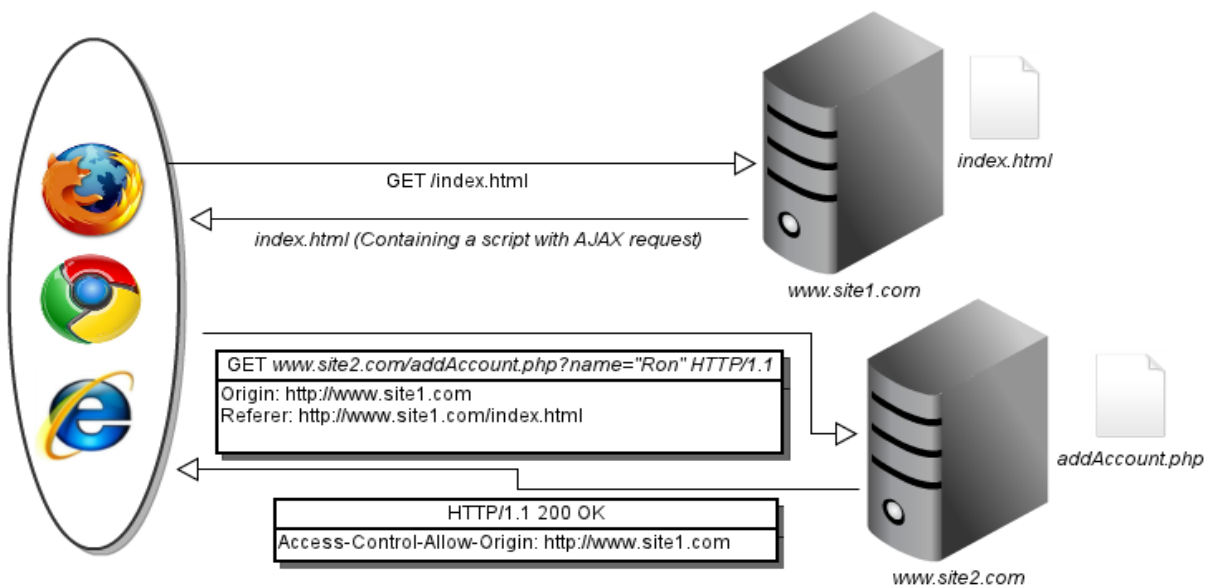 GET /index.html
index.html
index.html (Containing a script with AJAX request)
www.site1.com
GET www.site2.com/addAccount.php?name="Ron" HTTP/1.1
Origin: http://www.site1.com
Referer: http://www.site1.com/index.html
addAccount.php
HTTP/1.1 200 OK
Access-Control-Allow-Origin: http://www.site1.com
www.site2.com